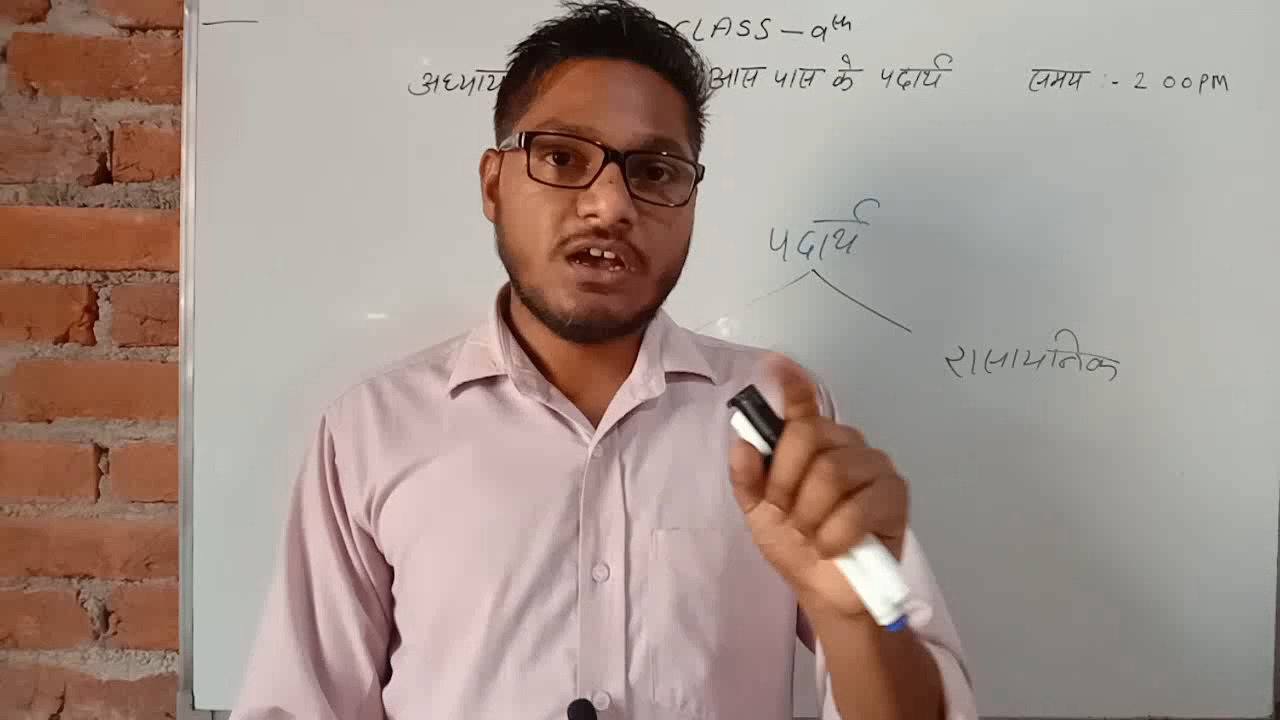 CLASS - 9th
अध्याय आस पास के पदार्थ समय :- 2 00PM
पदार्थ
रासायनिक